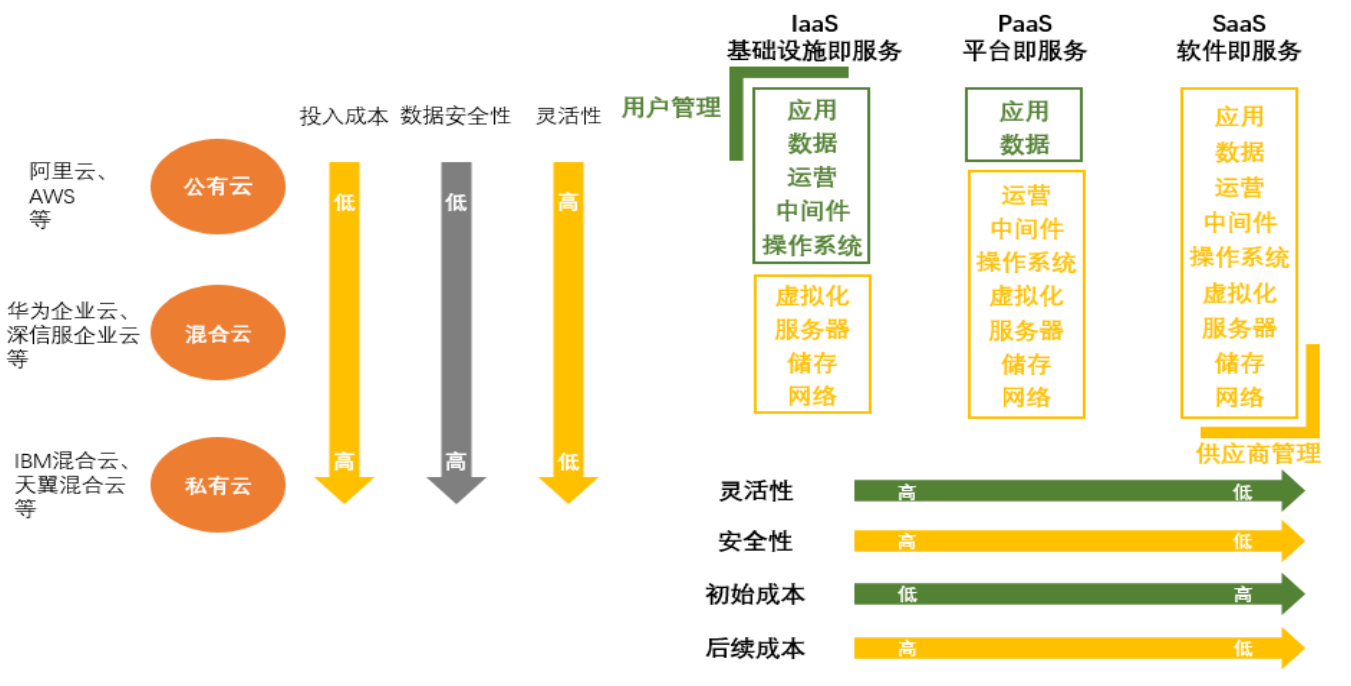 投入成本 数据安全性 灵活性
阿里云、
AWS
等
公有云
低 低 高
华为企业云、
深信服企业云
等
混合云
IBM混合云、
天翼混合云
等
私有云
高 高 低
IaaS
基础设施即服务
PaaS
平台即服务
SaaS
软件即服务
用户管理
应用
数据
运营
中间件
操作系统
虚拟化
服务器
储存
网络
应用
数据
运营
中间件
操作系统
虚拟化
服务器
储存
网络
应用
数据
运营
中间件
操作系统
虚拟化
服务器
储存
网络
供应商管理
灵活性 高 低
安全性 高 低
初始成本 低 高
后续成本 高 低